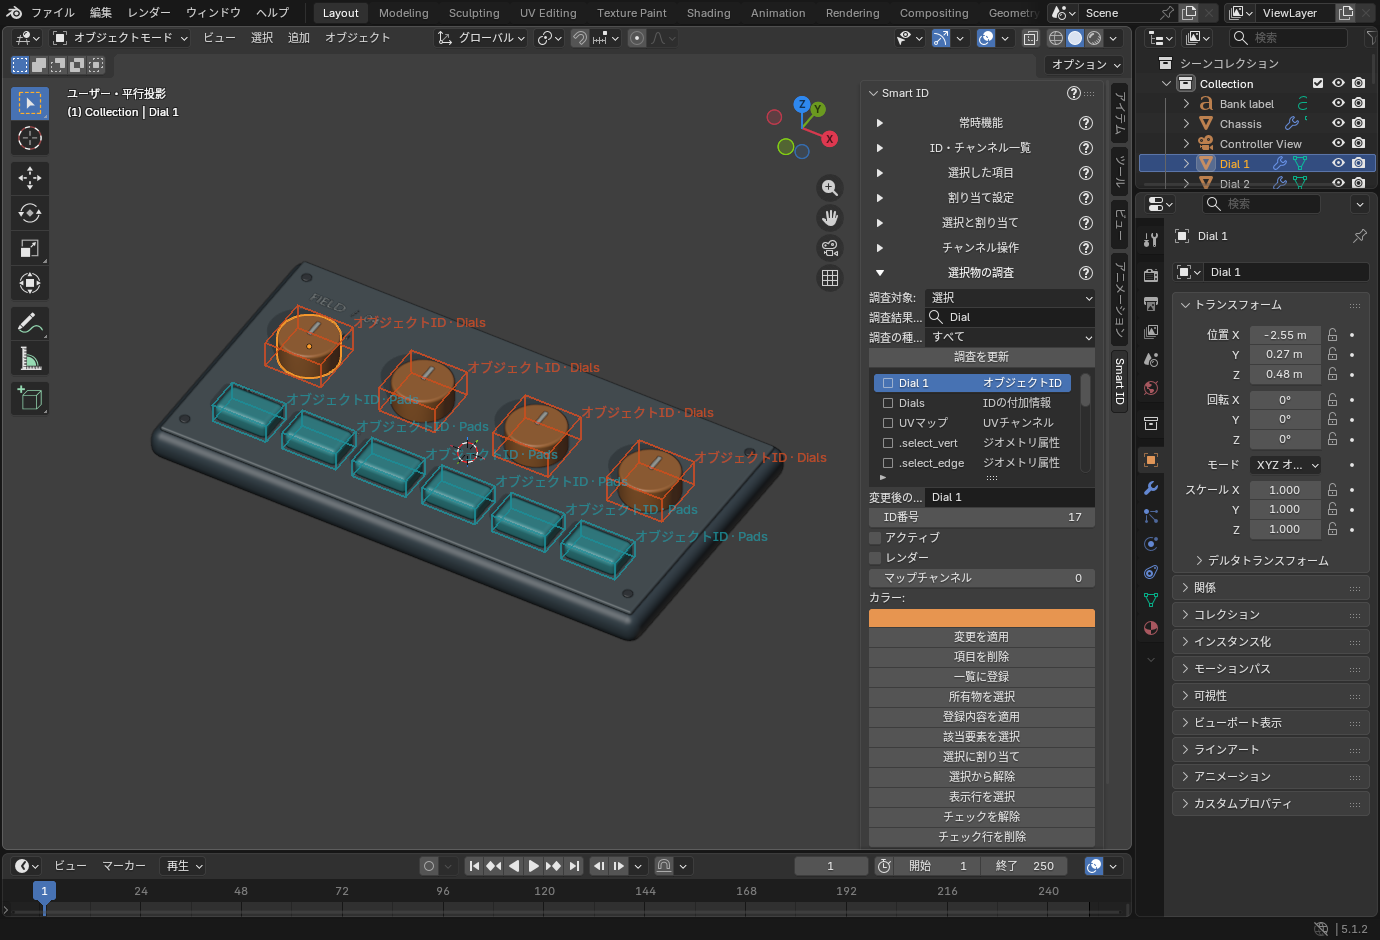 ファイル 編集 レンダー ウィンドウ ヘルプ Layout Modeling Sculpting UV Editing Texture Paint Shading Animation Rendering Compositing Geometry Scene ViewLayer
オブジェクトモード ビュー 選択 追加 オブジェクト グローバル
オプション
ユーザー・平行投影
(1) Collection | Dial 1
Z
Y
X
FIELD
オブジェクトID · Dials
オブジェクトID · Dials
オブジェクトID · Dials
オブジェクトID · Dials
オブジェクトID · Pads
オブジェクトID · Pads
オブジェクトID · Pads
オブジェクトID · Pads
オブジェクトID · Pads
オブジェクトID · Pads
Smart ID
常時機能
ID・チャンネル一覧
選択した項目
割り当て設定
選択と割り当て
チャンネル操作
選択物の調査
調査対象: 選択
調査結果... Dial
調査の種... すべて
調査を更新
Dial 1 オブジェクトID
Dials IDの付加情報
UVマップ UVチャンネル
.select_vert ジオメトリ属性
.select_edge ジオメトリ属性
変更後の... Dial 1
ID番号 17
アクティブ
レンダー
マップチャンネル 0
カラー:
変更を適用
項目を削除
一覧に登録
所有物を選択
登録内容を適用
該当要素を選択
選択に割り当て
選択から解除
表示行を選択
チェックを解除
チェック行を削除
アイテム
ツール
ビュー
アニメーション
Smart ID
検索
シーンコレクション
Collection
Bank label
Chassis
Controller View
Dial 1
Dial 2
検索
Dial 1
Dial 1
トランスフォーム
位置 X -2.55 m
Y 0.27 m
Z 0.48 m
回転 X 0°
Y 0°
Z 0°
モード XYZ オ...
スケール X 1.000
Y 1.000
Z 1.000
デルタトランスフォーム
関係
コレクション
インスタンス化
モーションパス
可視性
ビューポート表示
ラインアート
アニメーション
カスタムプロパティ
ビュー マーカー 再生 1 開始 1 終了 250
1 24 48 72 96 120 144 168 192 216 240
5.1.2